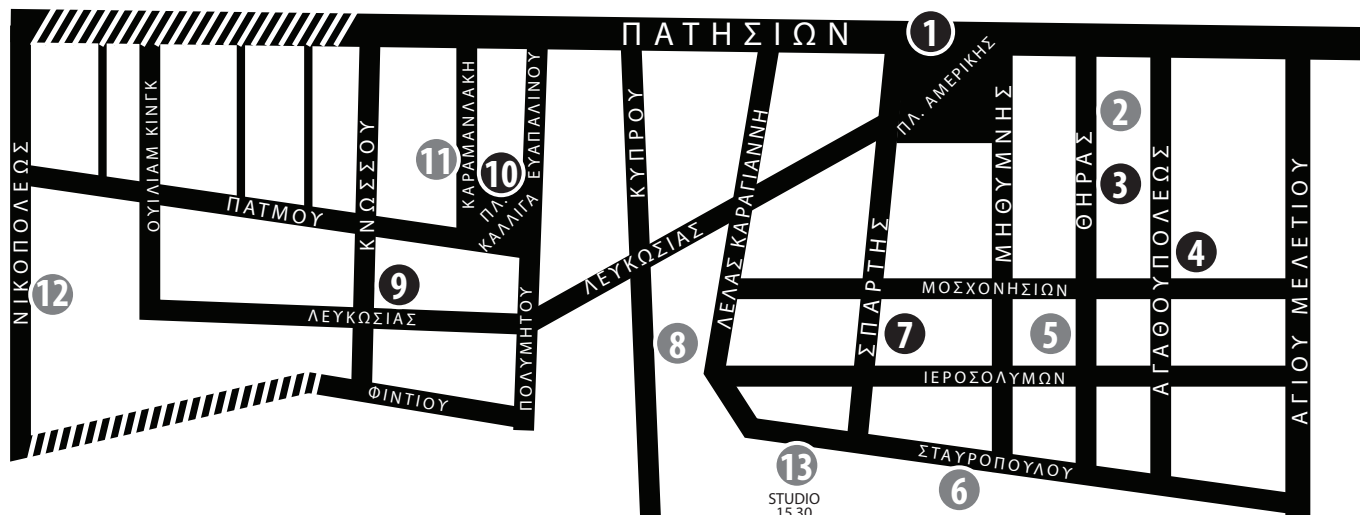 ΠΑΤΗΣΙΩΝ
1
ΠΛ. ΑΜΕΡΙΚΗΣ
ΝΙΚΟΠΟΛΕΩΣ
ΟΥΙΛΙΑΜ ΚΙΝΓΚ
ΚΝΩΣΣΟΥ
ΚΑΡΑΜΑΝΛΑΚΗ
ΕΥΑΠΑΛΙΝΟΥ
ΚΥΠΡΟΥ
ΛΕΛΑΣ ΚΑΡΑΓΙΑΝΝΗ
ΜΗΘΥΜΝΗΣ
ΘΗΡΑΣ
2
ΑΓΑΘΟΥΠΟΛΕΩΣ
ΑΓΙΟΥ ΜΕΛΕΤΙΟΥ
11
10
3
ΠΑΤΜΟΥ
ΠΛ.
ΚΑΛΛΙΓΑ
ΛΕΥΚΩΣΙΑΣ
ΣΠΑΡΤΗΣ
4
12
9
ΜΟΣΧΟΝΗΣΙΩΝ
ΛΕΥΚΩΣΙΑΣ
ΠΟΛΥΜΗΤΟΥ
8
7
5
ΙΕΡΟΣΟΛΥΜΩΝ
ΦΙΝΤΙΟΥ
ΣΤΑΥΡΟΠΟΥΛΟΥ
13
6
STUDIO
15.30